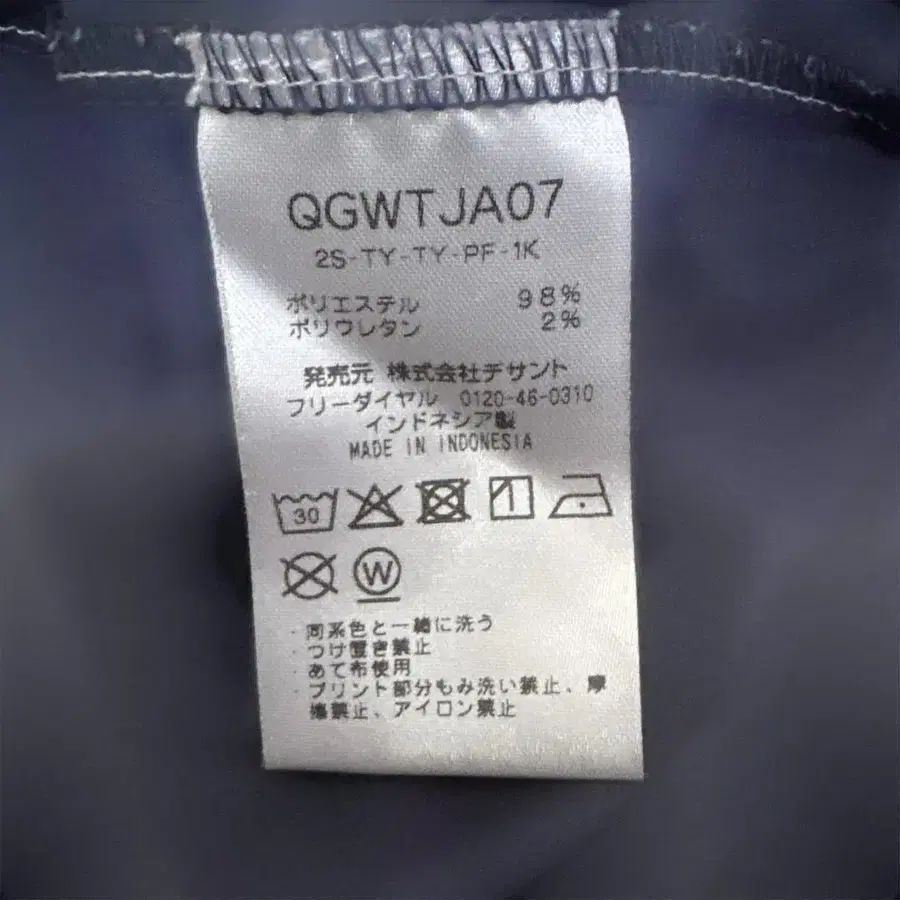 QGWTJA07
2S-TY-TY-PF-1K
ポリエステル 98%
ポリウレタン 2%
発売元 株式会社デサント
フリーダイヤル 0120-46-0310
インドネシア製
MADE IN INDONESIA
30
W
・同系色と一緒に洗う
・つけ置き禁止
・あて布使用
・プリント部分もみ洗い禁止、摩
擦禁止、アイロン禁止